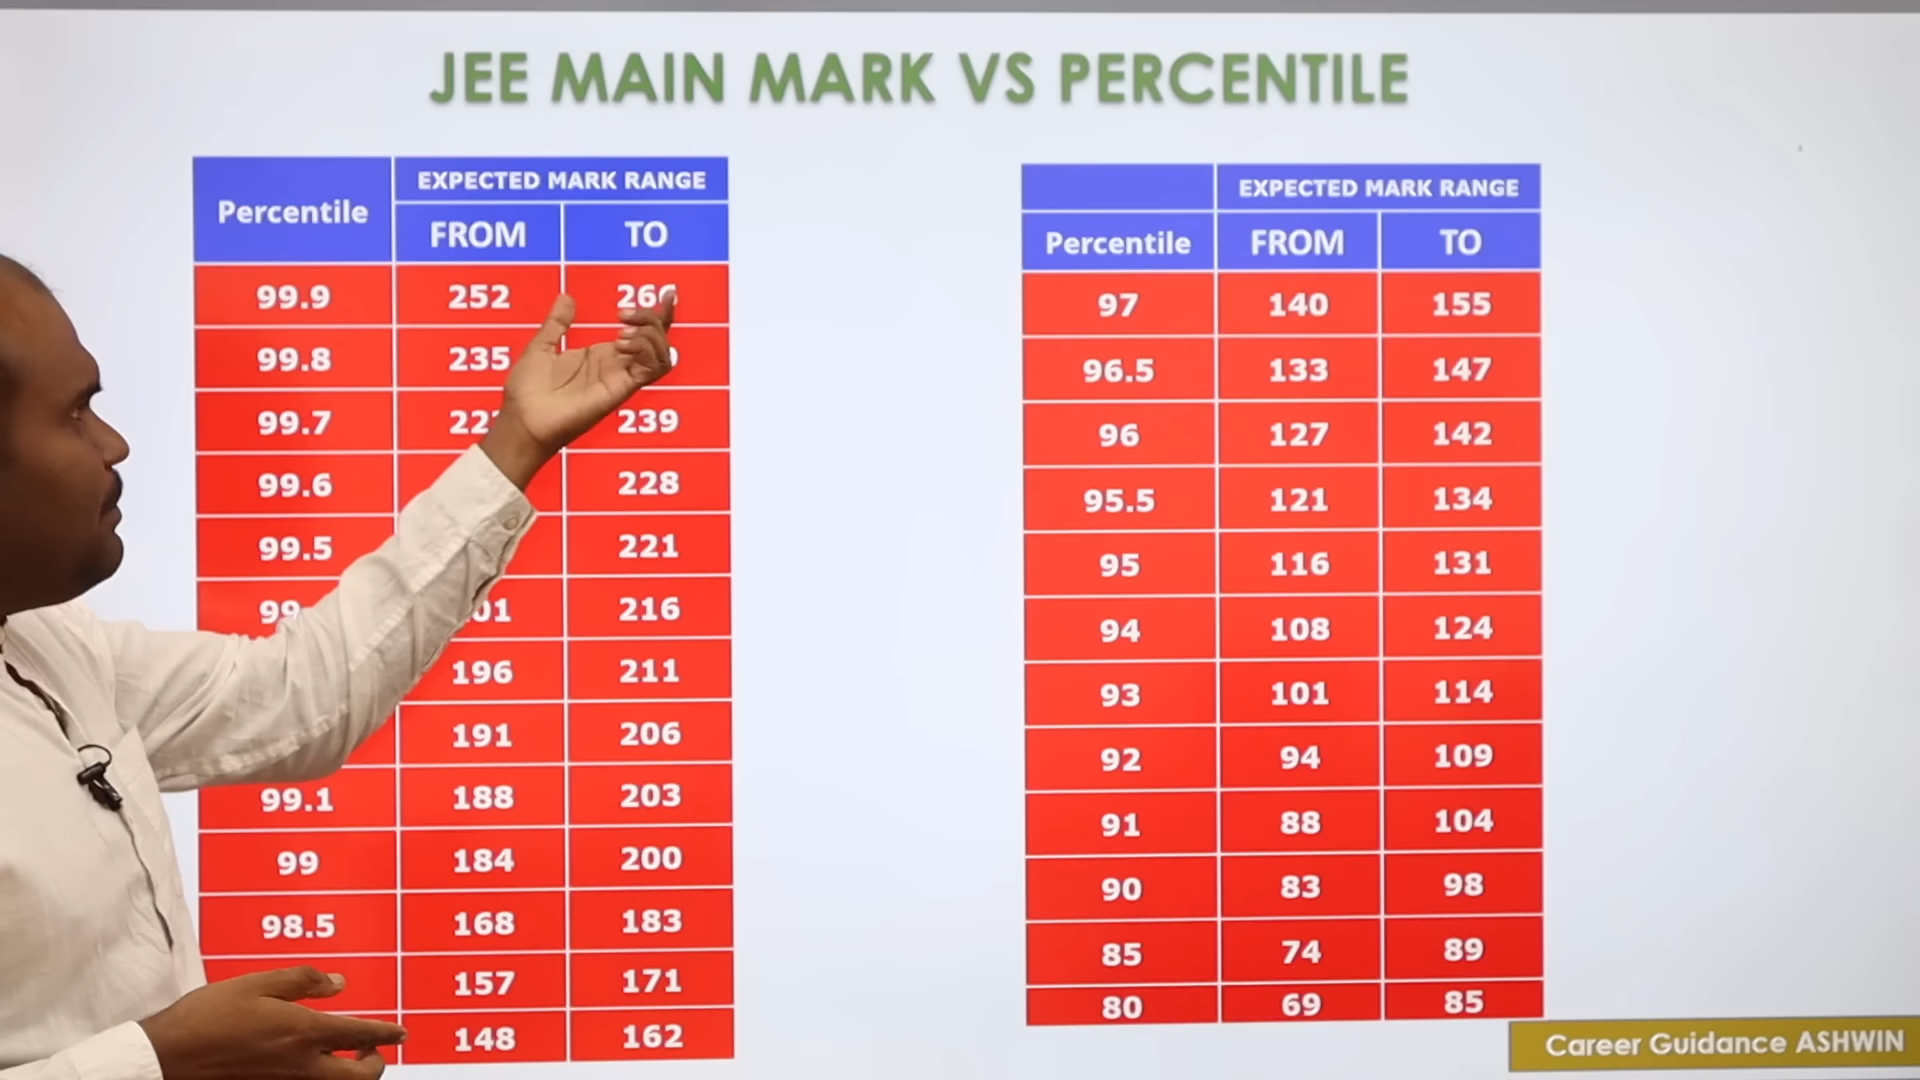 JEE MAIN MARK VS PERCENTILE
Percentile EXPECTED MARK RANGE
FROM TO
99.9 252
99.8 235
99.7 239
99.6 228
99.5 221
216
196 211
191 206
99.1 188 203
99 184 200
98.5 168 183
157 171
148 162
EXPECTED MARK RANGE
Percentile FROM TO
97 140 155
96.5 133 147
96 127 142
95.5 121 134
95 116 131
94 108 124
93 101 114
92 94 109
91 88 104
90 83 98
85 74 89
80 69 85
Career Guidance ASHWIN